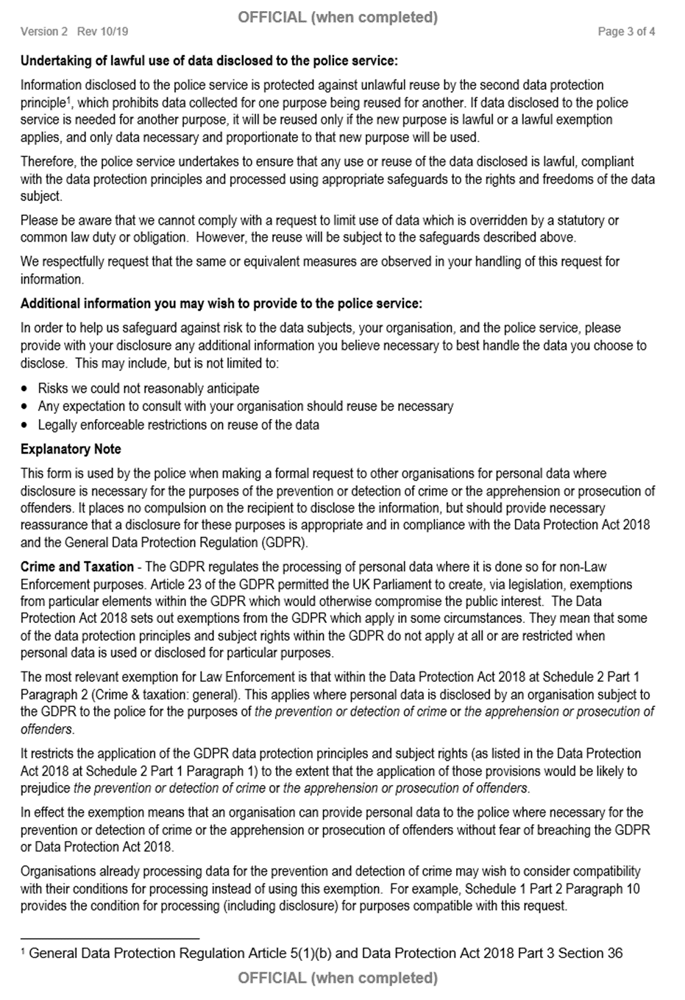 OFFICIAL (when completed)
Version 2 Rev 10/19
Page 3 of 4
Undertaking of lawful use of data disclosed to the police service:
Information disclosed to the police service is protected against unlawful reuse by the second data protection
principle¹, which prohibits data collected for one purpose being reused for another. If data disclosed to the police
service is needed for another purpose, it will be reused only if the new purpose is lawful or a lawful exemption
applies, and only data necessary and proportionate to that new purpose will be used.
Therefore, the police service undertakes to ensure that any use or reuse of the data disclosed is lawful, compliant
with the data protection principles and processed using appropriate safeguards to the rights and freedoms of the data
subject.
Please be aware that we cannot comply with a request to limit use of data which is overridden by a statutory or
common law duty or obligation. However, the reuse will be subject to the safeguards described above.
We respectfully request that the same or equivalent measures are observed in your handling of this request for
information.
Additional information you may wish to provide to the police service:
In order to help us safeguard against risk to the data subjects, your organisation, and the police service, please
provide with your disclosure any additional information you believe necessary to best handle the data you choose to
disclose. This may include, but is not limited to:
• Risks we could not reasonably anticipate
• Any expectation to consult with your organisation should reuse be necessary
• Legally enforceable restrictions on reuse of the data
Explanatory Note
This form is used by the police when making a formal request to other organisations for personal data where
disclosure is necessary for the purposes of the prevention or detection of crime or the apprehension or prosecution of
offenders. It places no compulsion on the recipient to disclose the information, but should provide necessary
reassurance that a disclosure for these purposes is appropriate and in compliance with the Data Protection Act 2018
and the General Data Protection Regulation (GDPR).
Crime and Taxation - The GDPR regulates the processing of personal data where it is done so for non-Law
Enforcement purposes. Article 23 of the GDPR permitted the UK Parliament to create, via legislation, exemptions
from particular elements within the GDPR which would otherwise compromise the public interest. The Data
Protection Act 2018 sets out exemptions from the GDPR which apply in some circumstances. They mean that some
of the data protection principles and subject rights within the GDPR do not apply at all or are restricted when
personal data is used or disclosed for particular purposes.
The most relevant exemption for Law Enforcement is that within the Data Protection Act 2018 at Schedule 2 Part 1
Paragraph 2 (Crime & taxation: general). This applies where personal data is disclosed by an organisation subject to
the GDPR to the police for the purposes of the prevention or detection of crime or the apprehension or prosecution of
offenders.
It restricts the application of the GDPR data protection principles and subject rights (as listed in the Data Protection
Act 2018 at Schedule 2 Part 1 Paragraph 1) to the extent that the application of those provisions would be likely to
prejudice the prevention or detection of crime or the apprehension or prosecution of offenders.
In effect the exemption means that an organisation can provide personal data to the police where necessary for the
prevention or detection of crime or the apprehension or prosecution of offenders without fear of breaching the GDPR
or Data Protection Act 2018.
Organisations already processing data for the prevention and detection of crime may wish to consider compatibility
with their conditions for processing instead of using this exemption. For example, Schedule 1 Part 2 Paragraph 10
provides the condition for processing (including disclosure) for purposes compatible with this request.
¹ General Data Protection Regulation Article 5(1)(b) and Data Protection Act 2018 Part 3 Section 36
OFFICIAL (when completed)